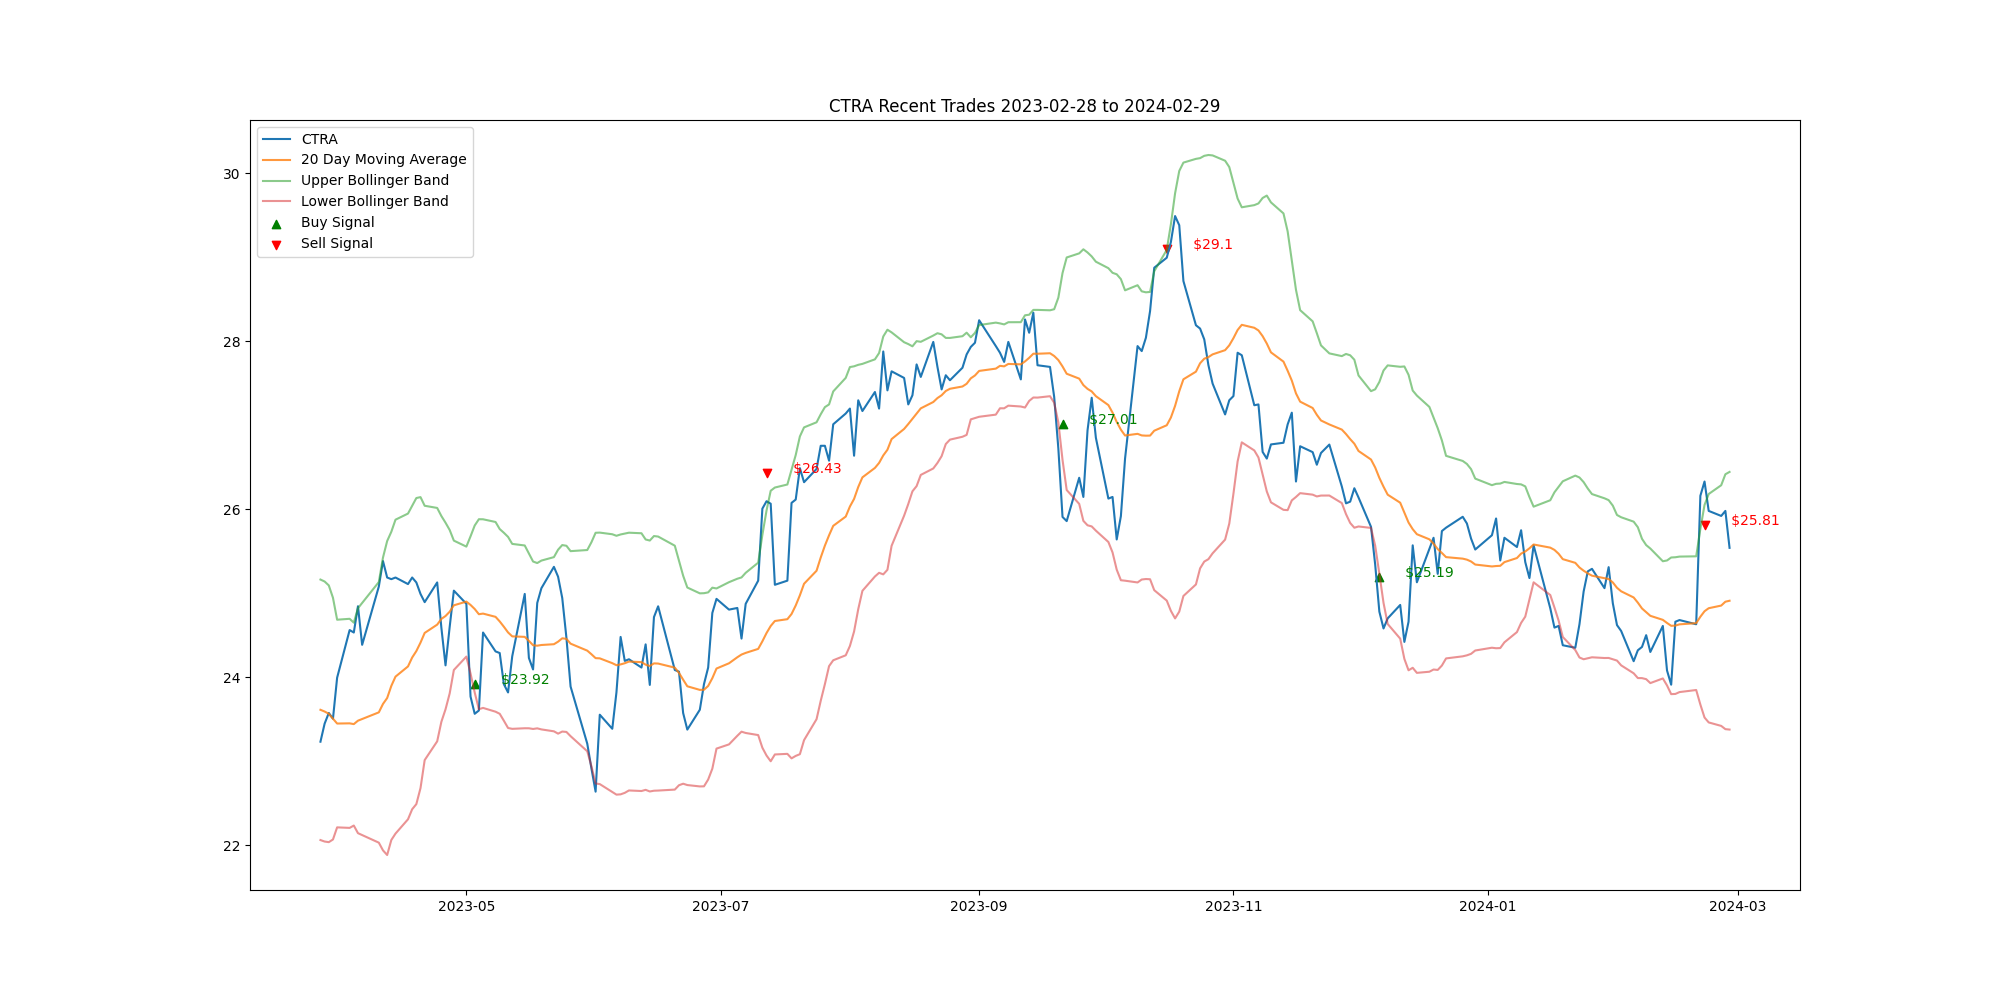 CTRA Recent Trades 2023-02-28 to 2024-02-29
CTRA
20 Day Moving Average
Upper Bollinger Band
Lower Bollinger Band
Buy Signal
Sell Signal
30
28
26
24
22
$29.1
$27.01
$26.43
$25.81
$25.19
$23.92
2023-05
2023-07
2023-09
2023-11
2024-01
2024-03